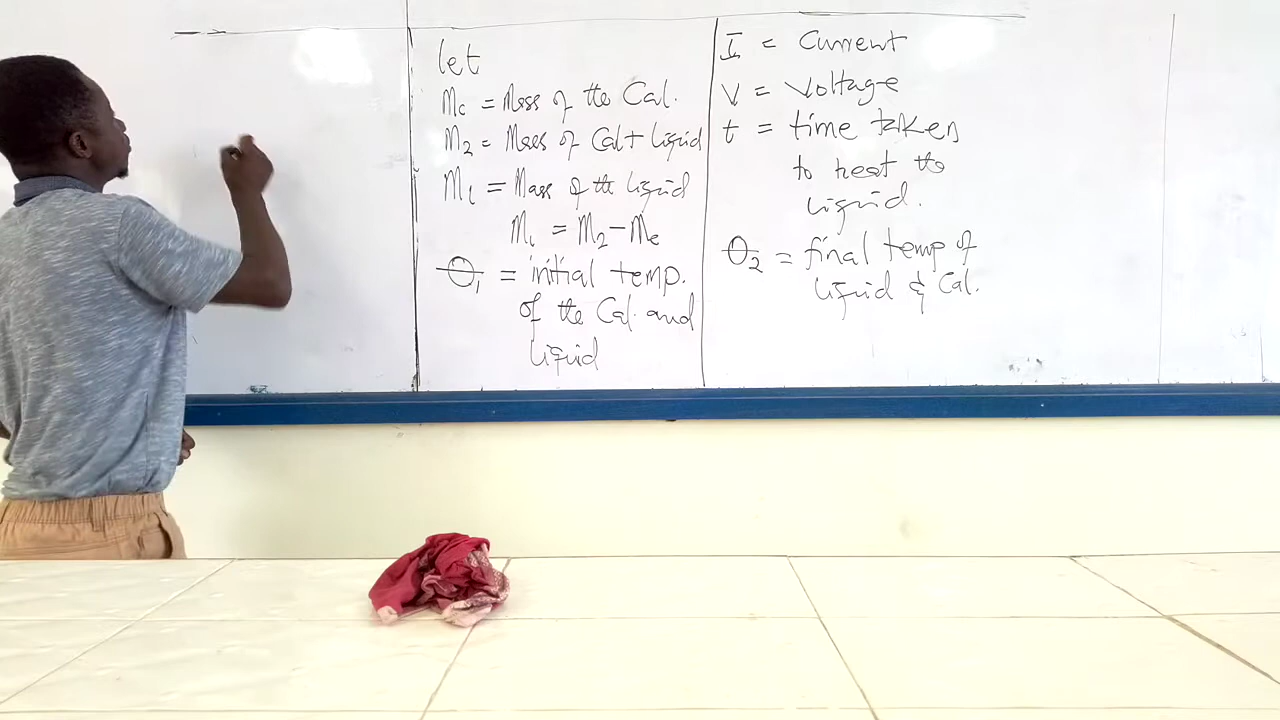 let
Mc = Mass of the Cal.
M2 = Mass of Cal + liquid
Ml = Mass of the liquid
Ml = M2 - Mc
θ1 = initial temp.
of the Cal. and
liquid
I = Current
V = Voltage
t = time taken
to heat the
liquid.
θ2 = final temp of
liquid & Cal.